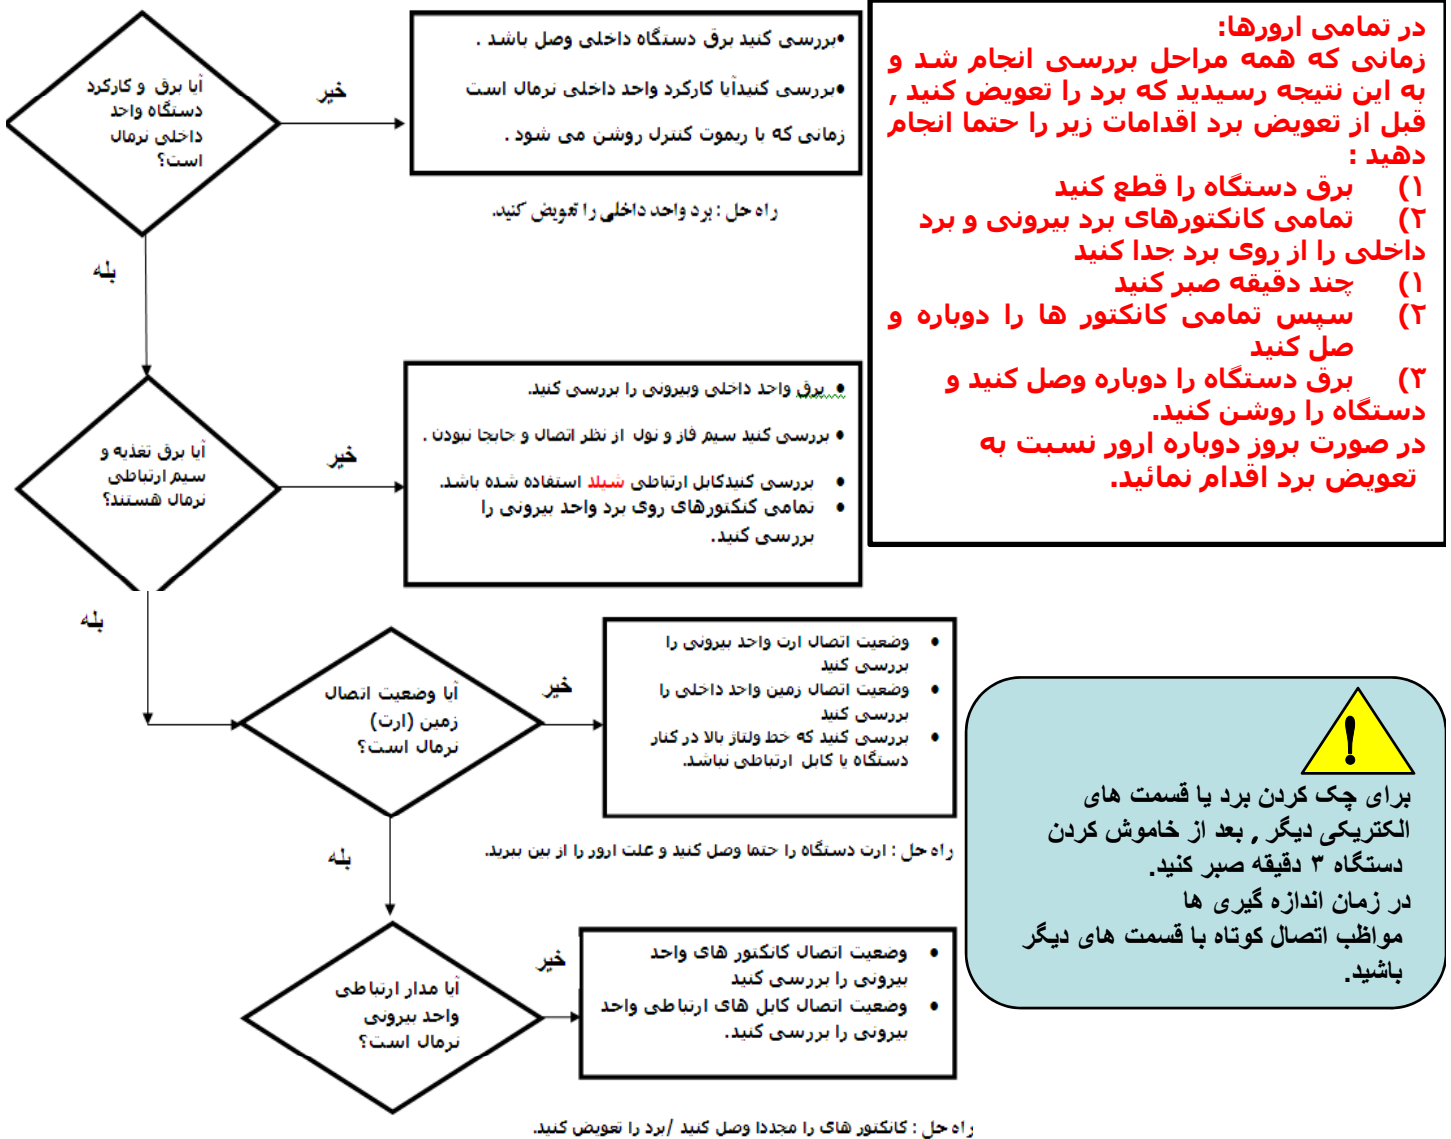 آیا برق و کارکرد
دستگاه واحد
داخلی نرمال
است؟
خیر
•بررسی کنید برق دستگاه داخلی وصل باشد .
•بررسی کنیدآیا کارکرد واحد داخلی نرمال است
زمانی که با ریموت کنترل روشن می شود .
راه حل : برد واحد داخلی را تعویض کنید.
بله
آیا برق تغذیه و
سیم ارتباطی
نرمال هستند؟
خیر
• برق واحد داخلی وبیرونی را بررسی کنید.
• بررسی کنید سیم فاز و نول از نظر اتصال و جابجا نبودن .
• بررسی کنیدکابل ارتباطی شیلد استفاده شده باشد.
• تمامی کنکتورهای روی برد واحد بیرونی را
بررسی کنید.
بله
آیا وضعیت اتصال
زمین (ارت)
نرمال است؟
خیر
• وضعیت اتصال ارت واحد بیرونی را
بررسی کنید
• وضعیت اتصال زمین واحد داخلی را
بررسی کنید
• بررسی کنید که خط ولتاژ بالا در کنار
دستگاه یا کابل ارتباطی نباشد.
راه حل : ارت دستگاه را حتما وصل کنید و علت ارور را از بین ببرید.
بله
آیا مدار ارتباطی
واحد بیرونی
نرمال است؟
خیر
• وضعیت اتصال کانکتور های واحد
بیرونی را بررسی کنید
• وضعیت اتصال کابل های ارتباطی واحد
بیرونی را بررسی کنید.
راه حل : کانکتور های را مجددا وصل کنید /برد را تعویض کنید.
در تمامی ارورها:
زمانی که همه مراحل بررسی انجام شد و
به این نتیجه رسیدید که برد را تعویض کنید ,
قبل از تعویض برد اقدامات زیر را حتما انجام
دهید :
۱) برق دستگاه را قطع کنید
۲) تمامی کانکتورهای برد بیرونی و برد
داخلی را از روی برد جدا کنید
۱) چند دقیقه صبر کنید
۲) سپس تمامی کانکتور ها را دوباره و
صل کنید
۳) برق دستگاه را دوباره وصل کنید و
دستگاه را روشن کنید.
در صورت بروز دوباره ارور نسبت به
تعویض برد اقدام نمائید.
!
برای چک کردن برد یا قسمت های
الکتریکی دیگر , بعد از خاموش کردن
دستگاه ۳ دقیقه صبر کنید.
در زمان اندازه گیری ها
مواظب اتصال کوتاه با قسمت های دیگر
باشید.